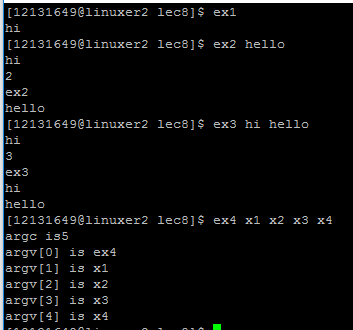 [12131649@linuxer2 lec8]$ ex1
hi
[12131649@linuxer2 lec8]$ ex2 hello
hi
2
ex2
hello
[12131649@linuxer2 lec8]$ ex3 hi hello
hi
3
ex3
hi
hello
[12131649@linuxer2 lec8]$ ex4 x1 x2 x3 x4
argc is5
argv[0] is ex4
argv[1] is x1
argv[2] is x2
argv[3] is x3
argv[4] is x4